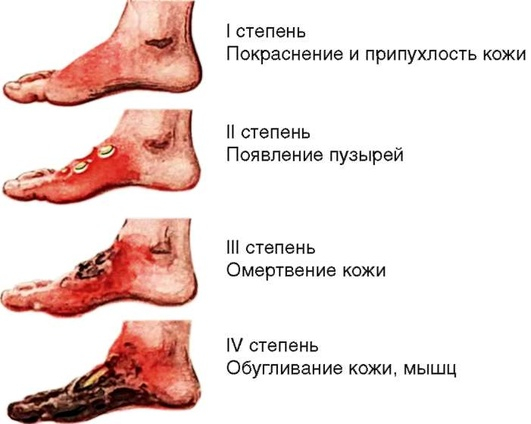 I степень
Покраснение и припухлость кожи
II степень
Появление пузырей
III степень
Омертвение кожи
IV степень
Обугливание кожи, мышц